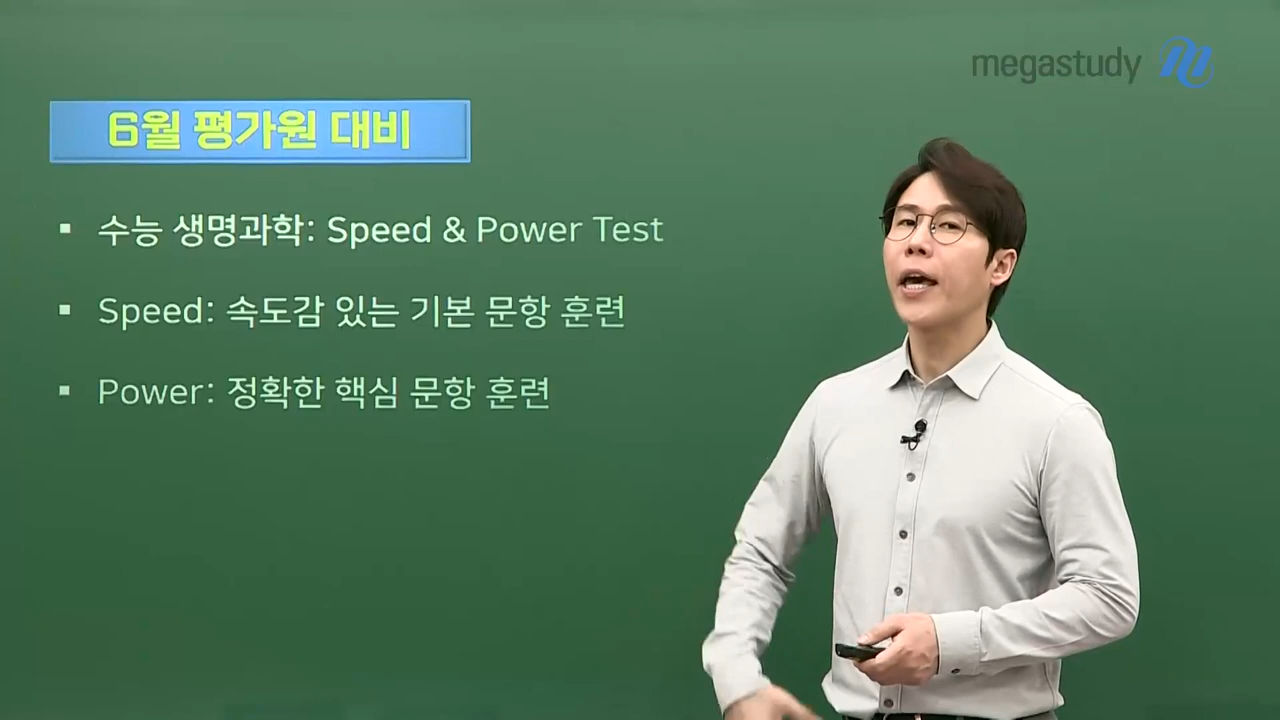 megastudy
6월 평가원 대비
수능 생명과학: Speed & Power Test
Speed: 속도감 있는 기본 문항 훈련
Power: 정확한 핵심 문항 훈련